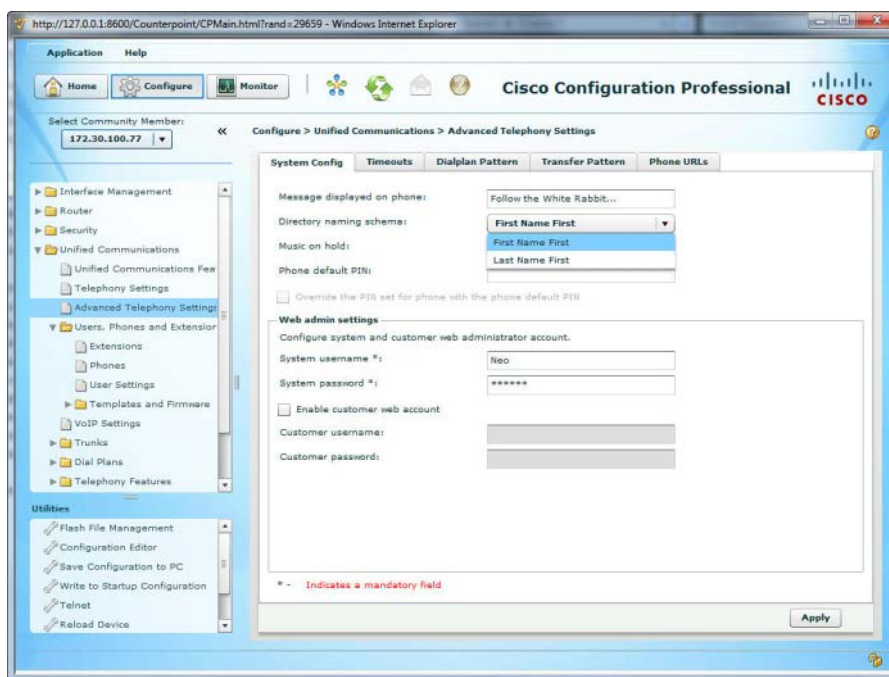 http://127.0.0.1:8600/Counterpoint/CPMain.html?rand=29659 - Windows Internet Explorer
Application Help
Home Configure Monitor Cisco Configuration Professional CISCO
Select Community Member:
172.30.100.77
Configure > Unified Communications > Advanced Telephony Settings
System Config Timeouts Dialplan Pattern Transfer Pattern Phone URLs
Interface Management
Router
Security
Unified Communications
Unified Communications Fea
Telephony Settings
Advanced Telephony Settings
Users, Phones and Extension
Extensions
Phones
User Settings
Templates and Firmware
VoIP Settings
Trunks
Dial Plans
Telephony Features
Utilities
Flash File Management
Configuration Editor
Save Configuration to PC
Write to Startup Configuration
Telnet
Reload Device
Message displayed on phone: Follow the White Rabbit...
Directory naming schema: First Name First
First Name First
Last Name First
Music on hold:
Phone default PIN:
Override the PIN set for phone with the phone default PIN
Web admin settings
Configure system and customer web administrator account.
System username *: Neo
System password *: ******
Enable customer web account
Customer username:
Customer password:
* - Indicates a mandatory field
Apply